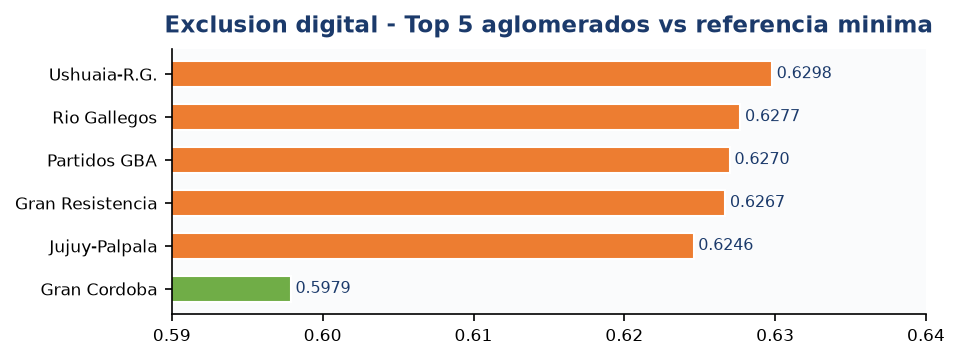 Exclusion digital - Top 5 aglomerados vs referencia minima
Ushuaia-R.G. 0.6298
Rio Gallegos 0.6277
Partidos GBA 0.6270
Gran Resistencia 0.6267
Jujuy-Palpala 0.6246
Gran Cordoba 0.5979
0.59 0.60 0.61 0.62 0.63 0.64